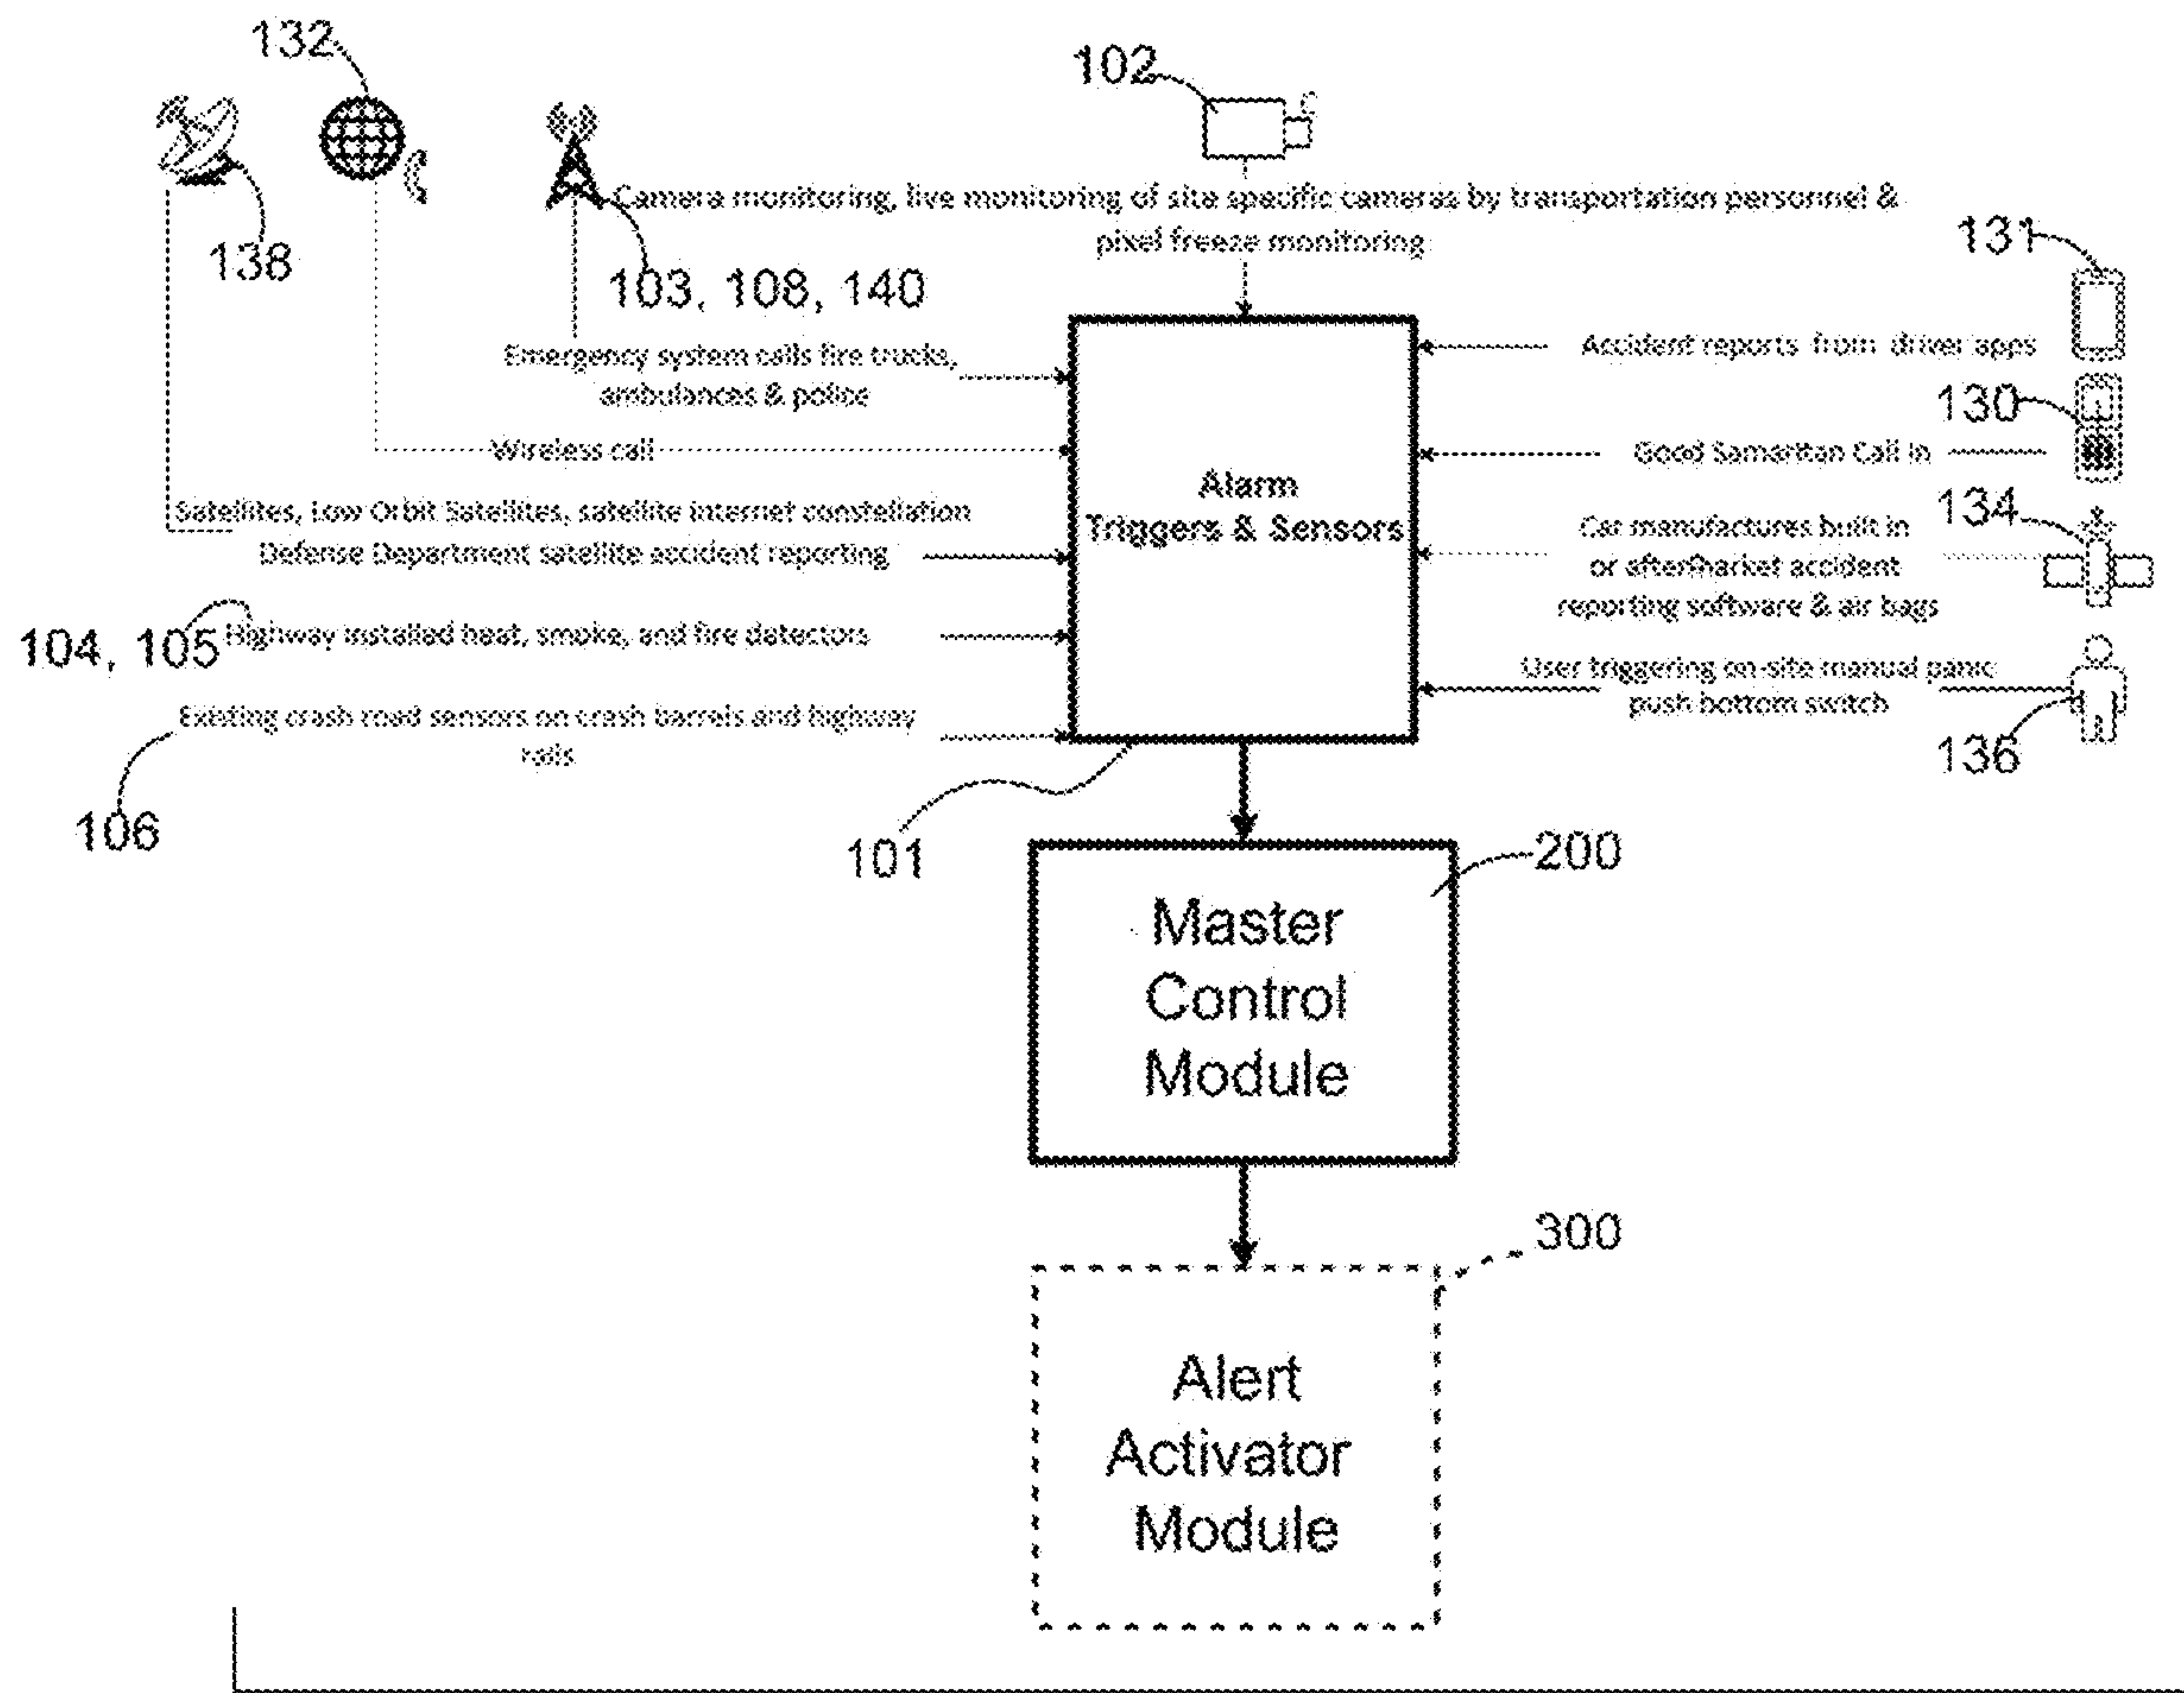 132
102
Camera monitoring, live monitoring of site specific cameras by transportation personnel &
pixel freeze monitoring
138
103, 108, 140
131
Emergency system calls fire trucks,
ambulances & police
Accident reports from driver apps
130
Wireless call
Good Samaritan Call in
Alarm
Triggers & Sensors
Satellites, Low Orbit Satellites, satellite internet constellation
Defense Department satellite accident reporting
134
Car manufactures built in
or aftermarket accident
reporting software & air bags
104, 105
Highway installed heat, smoke, and fire detectors
User triggering on-site manual panic
push bottom switch
136
Existing crash road sensors on crash barrels and highway
rails
106
101
200
Master
Control
Module
300
Alert
Activator
Module